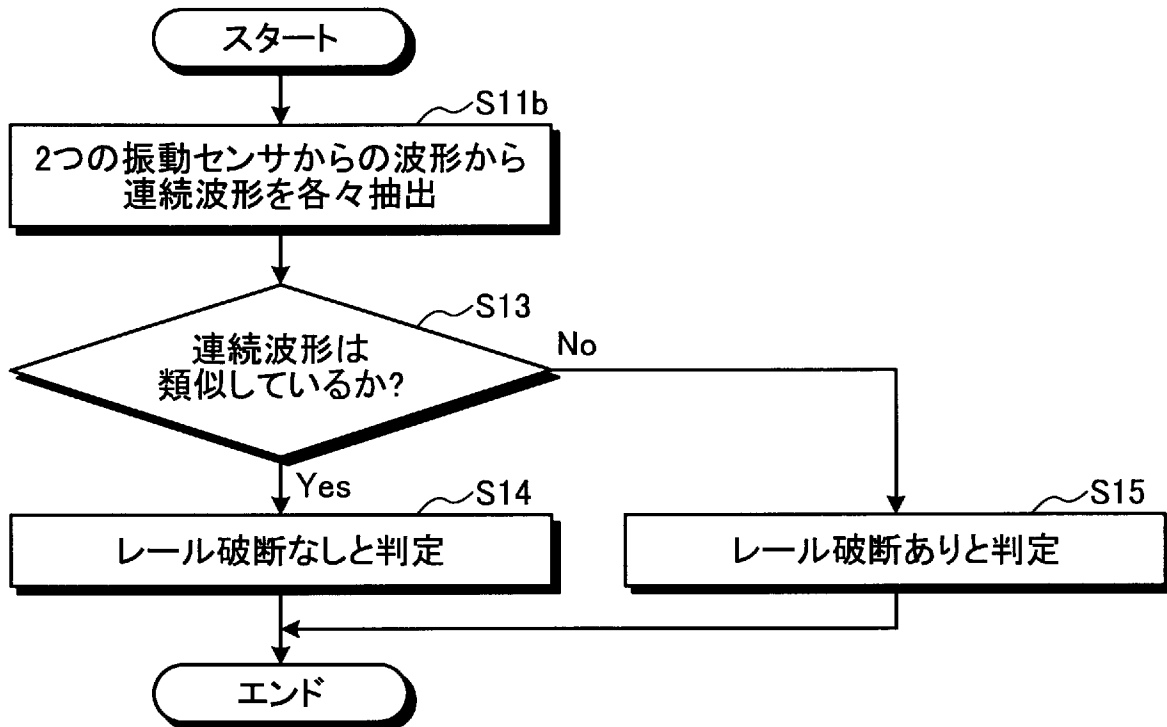 スタート
S11b
2つの振動センサからの波形から
連続波形を各々抽出
S13
連続波形は
類似しているか?
No
Yes
S14
レール破断なしと判定
S15
レール破断ありと判定
エンド